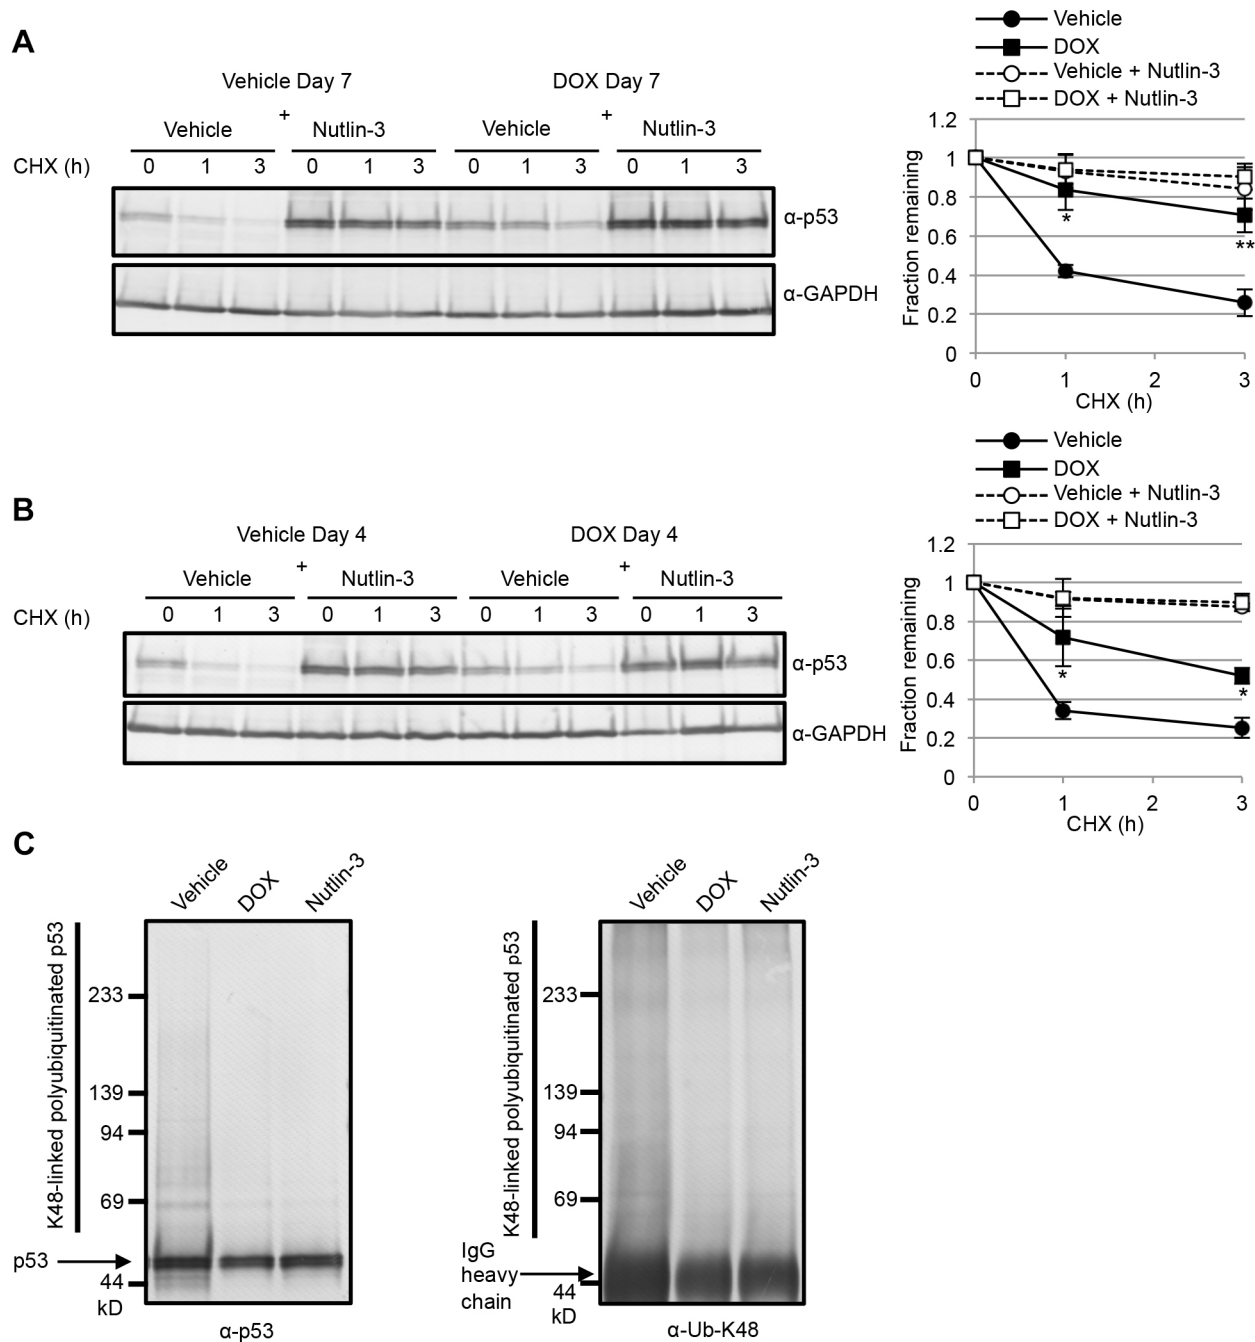 A
Vehicle Day 7
DOX Day 7
Vehicle + Nutlin-3 Vehicle + Nutlin-3
CHX (h) 0 1 3 0 1 3 0 1 3 0 1 3
α-p53
α-GAPDH
Vehicle
DOX
Vehicle + Nutlin-3
DOX + Nutlin-3
1.2
1
0.8
0.6
0.4
0.2
0
Fraction remaining
*
**
0 1 2 3
CHX (h)
B
Vehicle Day 4
DOX Day 4
Vehicle + Nutlin-3 Vehicle + Nutlin-3
CHX (h) 0 1 3 0 1 3 0 1 3 0 1 3
α-p53
α-GAPDH
Vehicle
DOX
Vehicle + Nutlin-3
DOX + Nutlin-3
1.2
1
0.8
0.6
0.4
0.2
0
Fraction remaining
*
*
0 1 2 3
CHX (h)
C
Vehicle DOX Nutlin-3
K48-linked polyubiquitinated p53
233
139
94
69
p53
44
kD
α-p53
Vehicle DOX Nutlin-3
K48-linked polyubiquitinated p53
233
139
94
69
IgG
heavy
chain
44
kD
α-Ub-K48